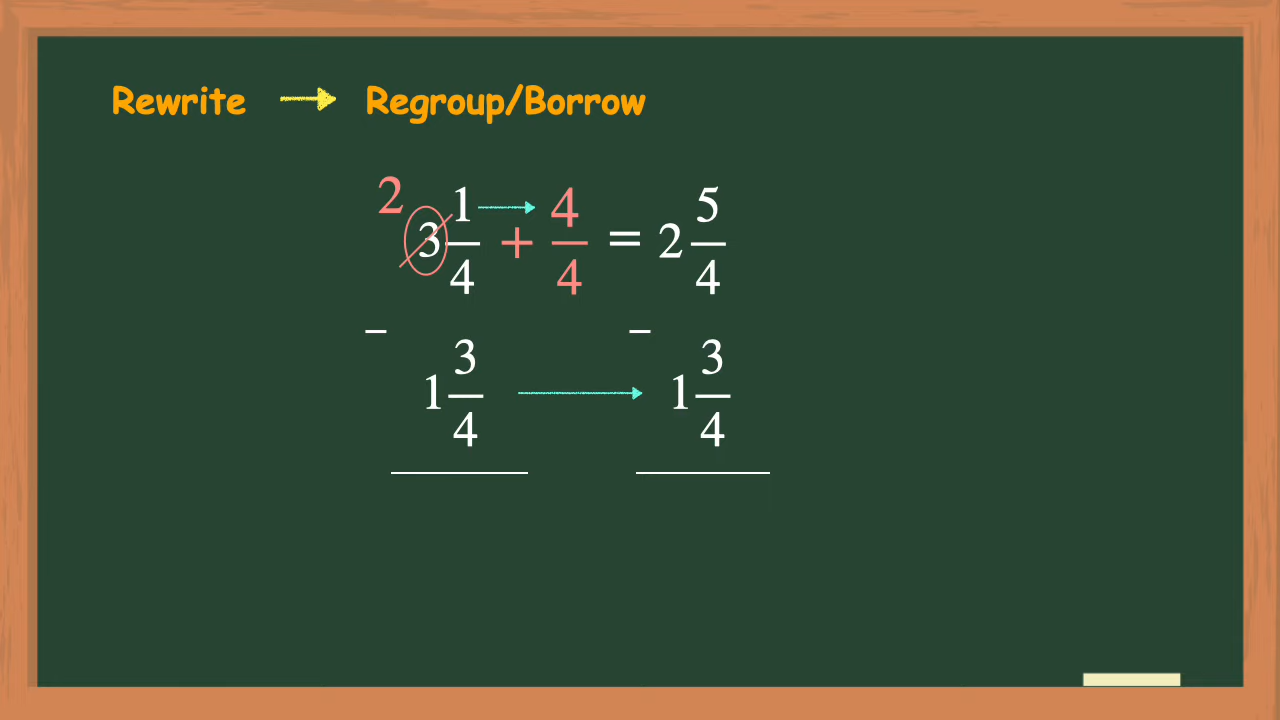 Rewrite → Regroup/Borrow
2
3 1/4 → + 4/4 = 2 5/4
− −
1 3/4 → 1 3/4